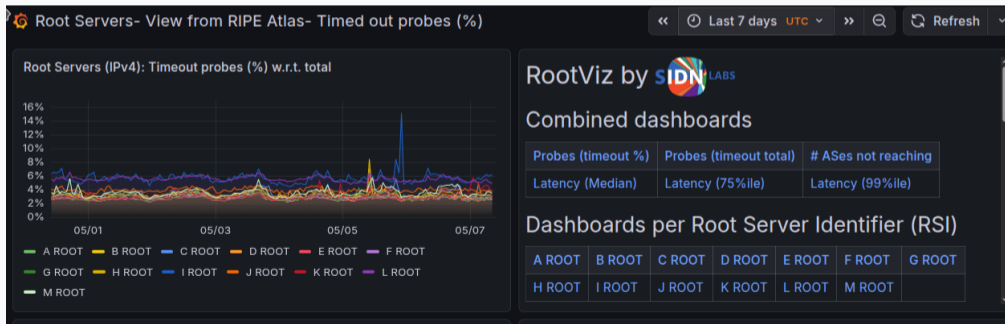 Root Servers- View from RIPE Atlas- Timed out probes (%)
Last 7 days UTC
Refresh
Root Servers (IPv4): Timeout probes (%) w.r.t. total
16%
14%
12%
10%
8%
6%
4%
2%
0%
05/01 05/03 05/05 05/07
A ROOT B ROOT C ROOT D ROOT E ROOT F ROOT
G ROOT H ROOT I ROOT J ROOT K ROOT L ROOT
M ROOT
RootViz by SIDN LABS
Combined dashboards
Probes (timeout %) Probes (timeout total) # ASes not reaching
Latency (Median) Latency (75%ile) Latency (99%ile)
Dashboards per Root Server Identifier (RSI)
A ROOT B ROOT C ROOT D ROOT E ROOT F ROOT G ROOT
H ROOT I ROOT J ROOT K ROOT L ROOT M ROOT